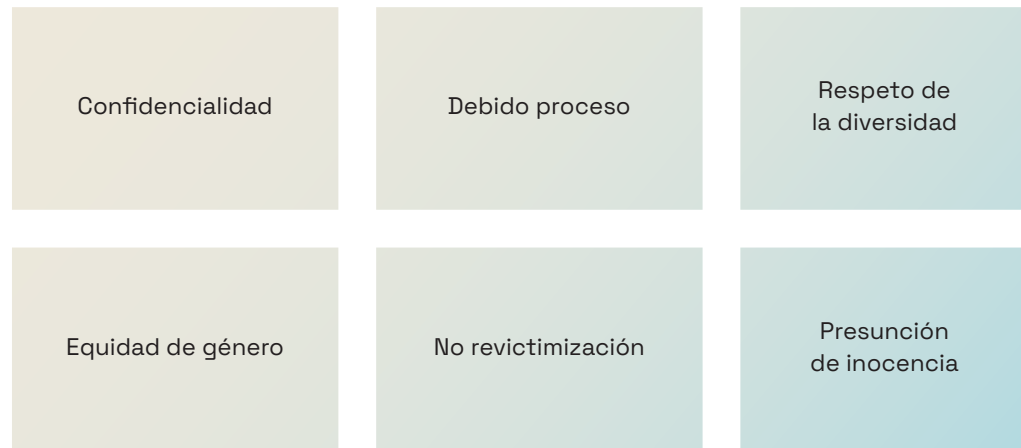 Confidencialidad
Debido proceso
Respeto de
la diversidad
Equidad de género
No revictimización
Presunción
de inocencia